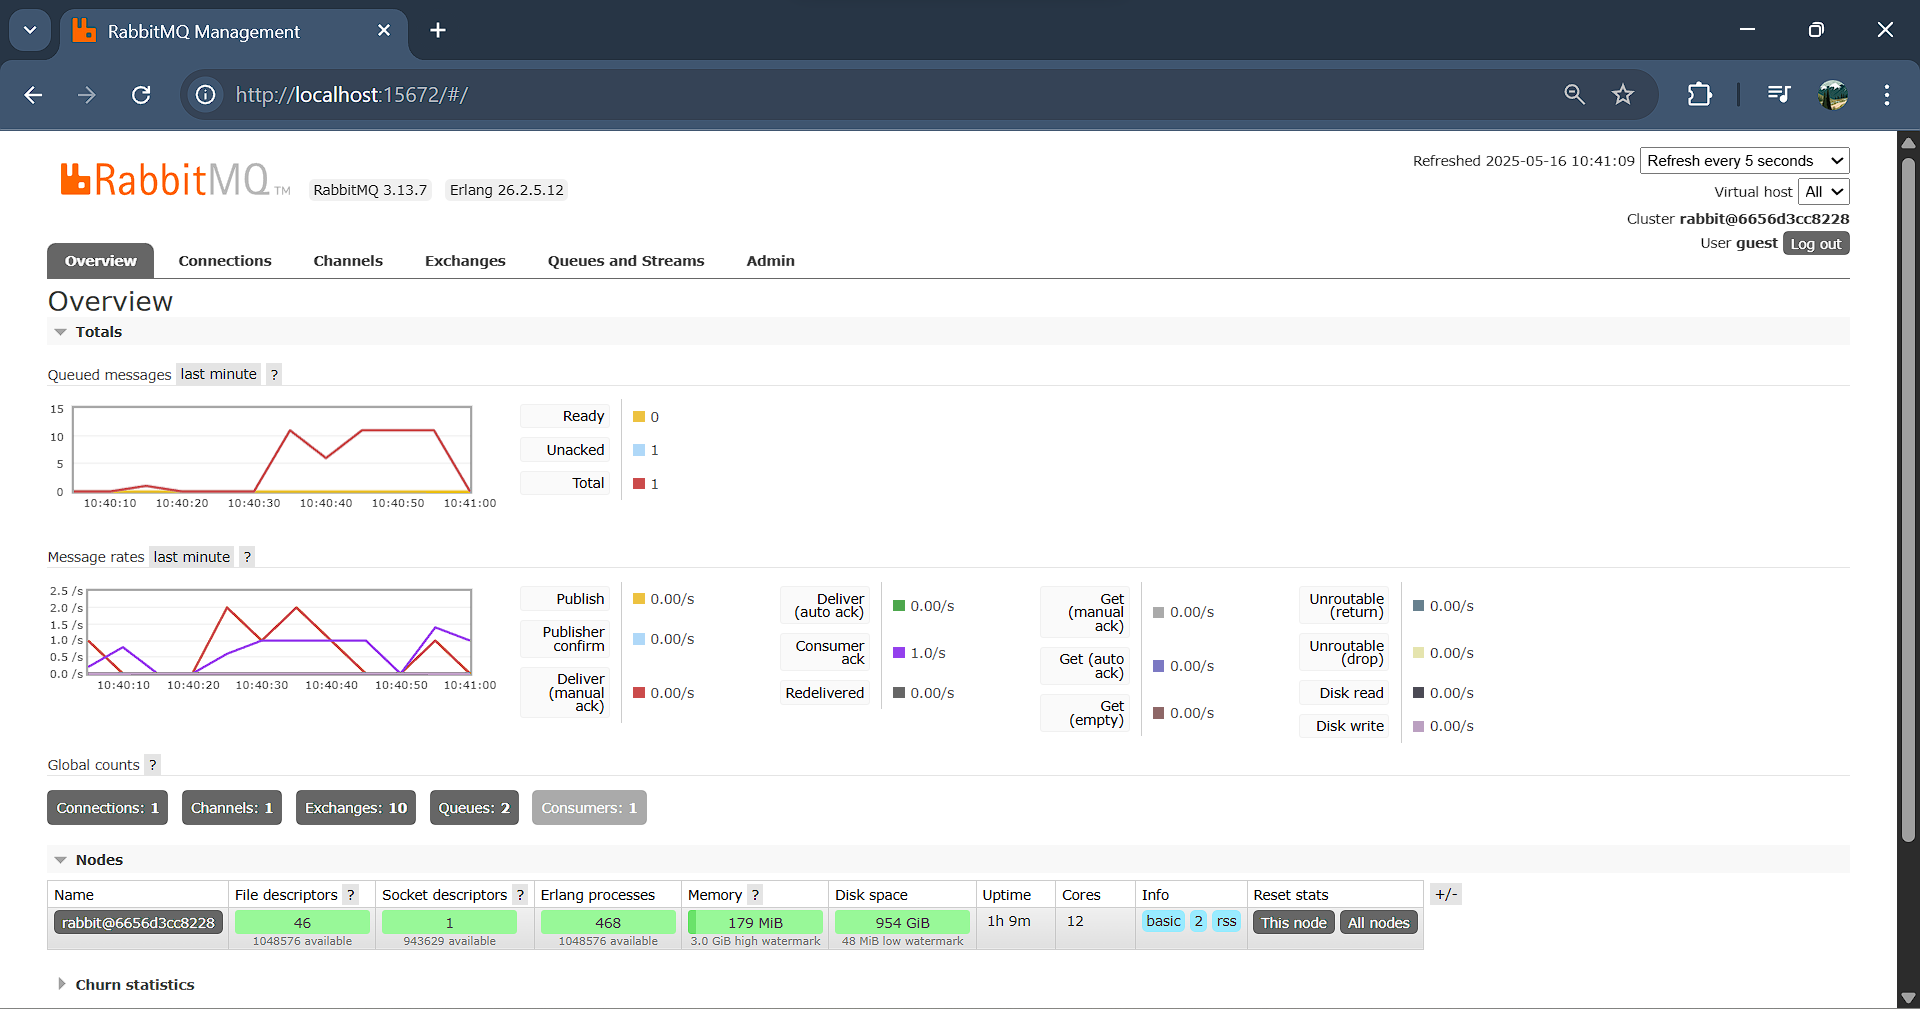 RabbitMQ Management
http://localhost:15672/#/
RabbitMQ TM RabbitMQ 3.13.7 Erlang 26.2.5.12
Refreshed 2025-05-16 10:41:09 Refresh every 5 seconds
Virtual host All
Cluster rabbit@6656d3cc8228
User guest Log out
Overview Connections Channels Exchanges Queues and Streams Admin
Overview
Totals
Queued messages last minute ?
15
10
5
0
10:40:10 10:40:20 10:40:30 10:40:40 10:40:50 10:41:00
Ready 0
Unacked 1
Total 1
Message rates last minute ?
2.5 /s
2.0 /s
1.5 /s
1.0 /s
0.5 /s
0.0 /s
10:40:10 10:40:20 10:40:30 10:40:40 10:40:50 10:41:00
Publish 0.00/s
Publisher
confirm 0.00/s
Deliver
(manual
ack) 0.00/s
Deliver
(auto ack) 0.00/s
Consumer
ack 1.0/s
Redelivered 0.00/s
Get
(manual
ack) 0.00/s
Get (auto
ack) 0.00/s
Get
(empty) 0.00/s
Unroutable
(return) 0.00/s
Unroutable
(drop) 0.00/s
Disk read 0.00/s
Disk write 0.00/s
Global counts ?
Connections: 1 Channels: 1 Exchanges: 10 Queues: 2 Consumers: 1
Nodes
Name File descriptors ? Socket descriptors ? Erlang processes Memory ? Disk space Uptime Cores Info Reset stats +/-
rabbit@6656d3cc8228 46 1 468 179 MiB 954 GiB 1h 9m 12 basic 2 rss This node All nodes
1048576 available 943629 available 1048576 available 3.0 GiB high watermark 48 MiB low watermark
Churn statistics